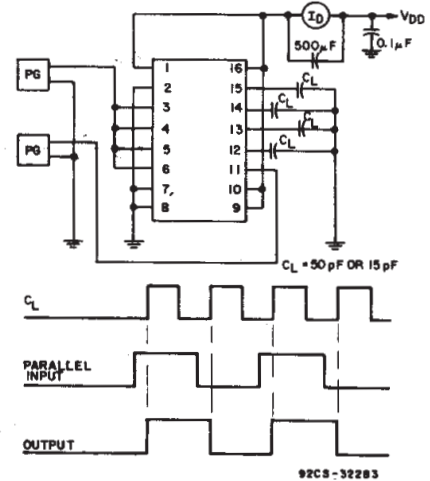 I_D
V_DD
500μF
0.1μF
PG
PG
1 16
2 15
3 14
4 13
5 12
6 11
7, 10
8 9
C_L
C_L
C_L
C_L
C_L = 50 pF OR 15 pF
C_L
PARALLEL
INPUT
OUTPUT
92CS-32283